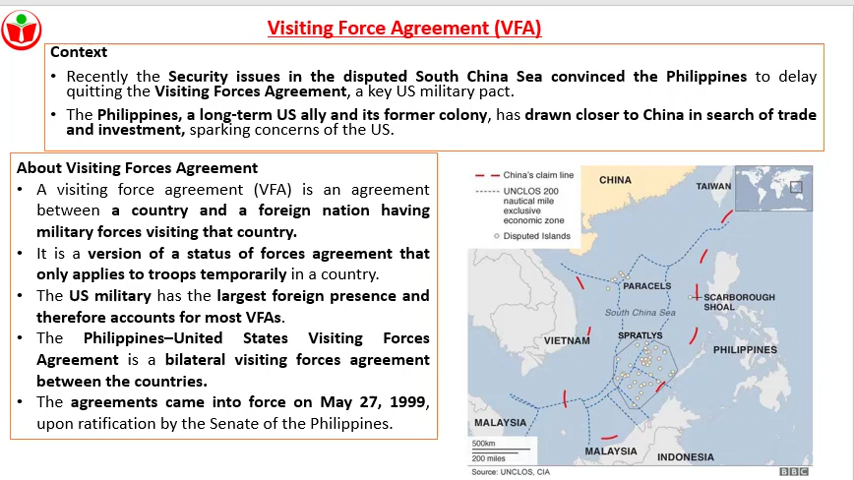 Visiting Force Agreement (VFA)
Context
• Recently the Security issues in the disputed South China Sea convinced the Philippines to delay
quitting the Visiting Forces Agreement, a key US military pact.
• The Philippines, a long-term US ally and its former colony, has drawn closer to China in search of trade
and investment, sparking concerns of the US.
About Visiting Forces Agreement
• A visiting force agreement (VFA) is an agreement
between a country and a foreign nation having
military forces visiting that country.
• It is a version of a status of forces agreement that
only applies to troops temporarily in a country.
• The US military has the largest foreign presence and
therefore accounts for most VFAs.
• The Philippines–United States Visiting Forces
Agreement is a bilateral visiting forces agreement
between the countries.
• The agreements came into force on May 27, 1999,
upon ratification by the Senate of the Philippines.
China's claim line
UNCLOS 200
nautical mile
exclusive
economic zone
Disputed Islands
CHINA
TAIWAN
PARACELS
SCARBOROUGH
SHOAL
South China Sea
VIETNAM
SPRATLYS
PHILIPPINES
MALAYSIA
500km
200 miles
MALAYSIA
INDONESIA
Source: UNCLOS, CIA
BBC